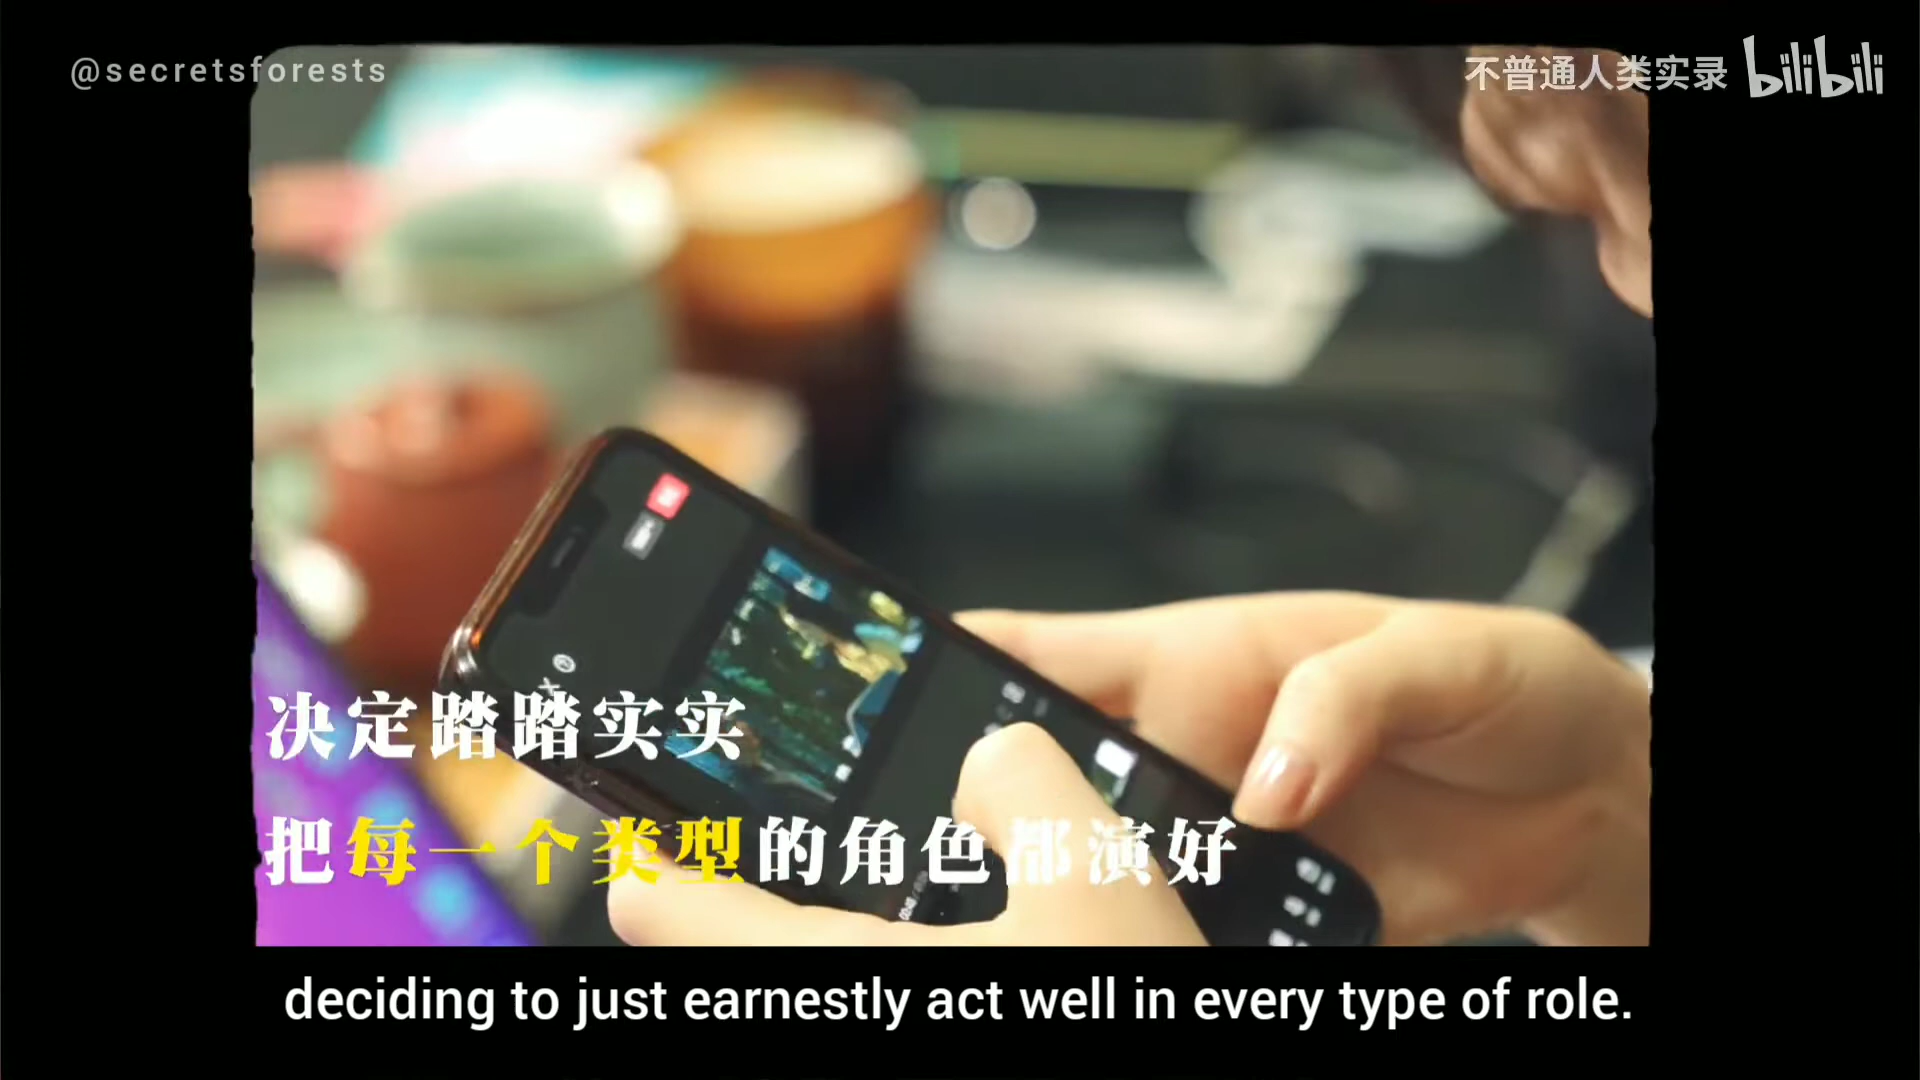 @secretsforests
不普通人类实录 bilibili
决定踏踏实实
把每一个类型的角色都演好
deciding to just earnestly act well in every type of role.